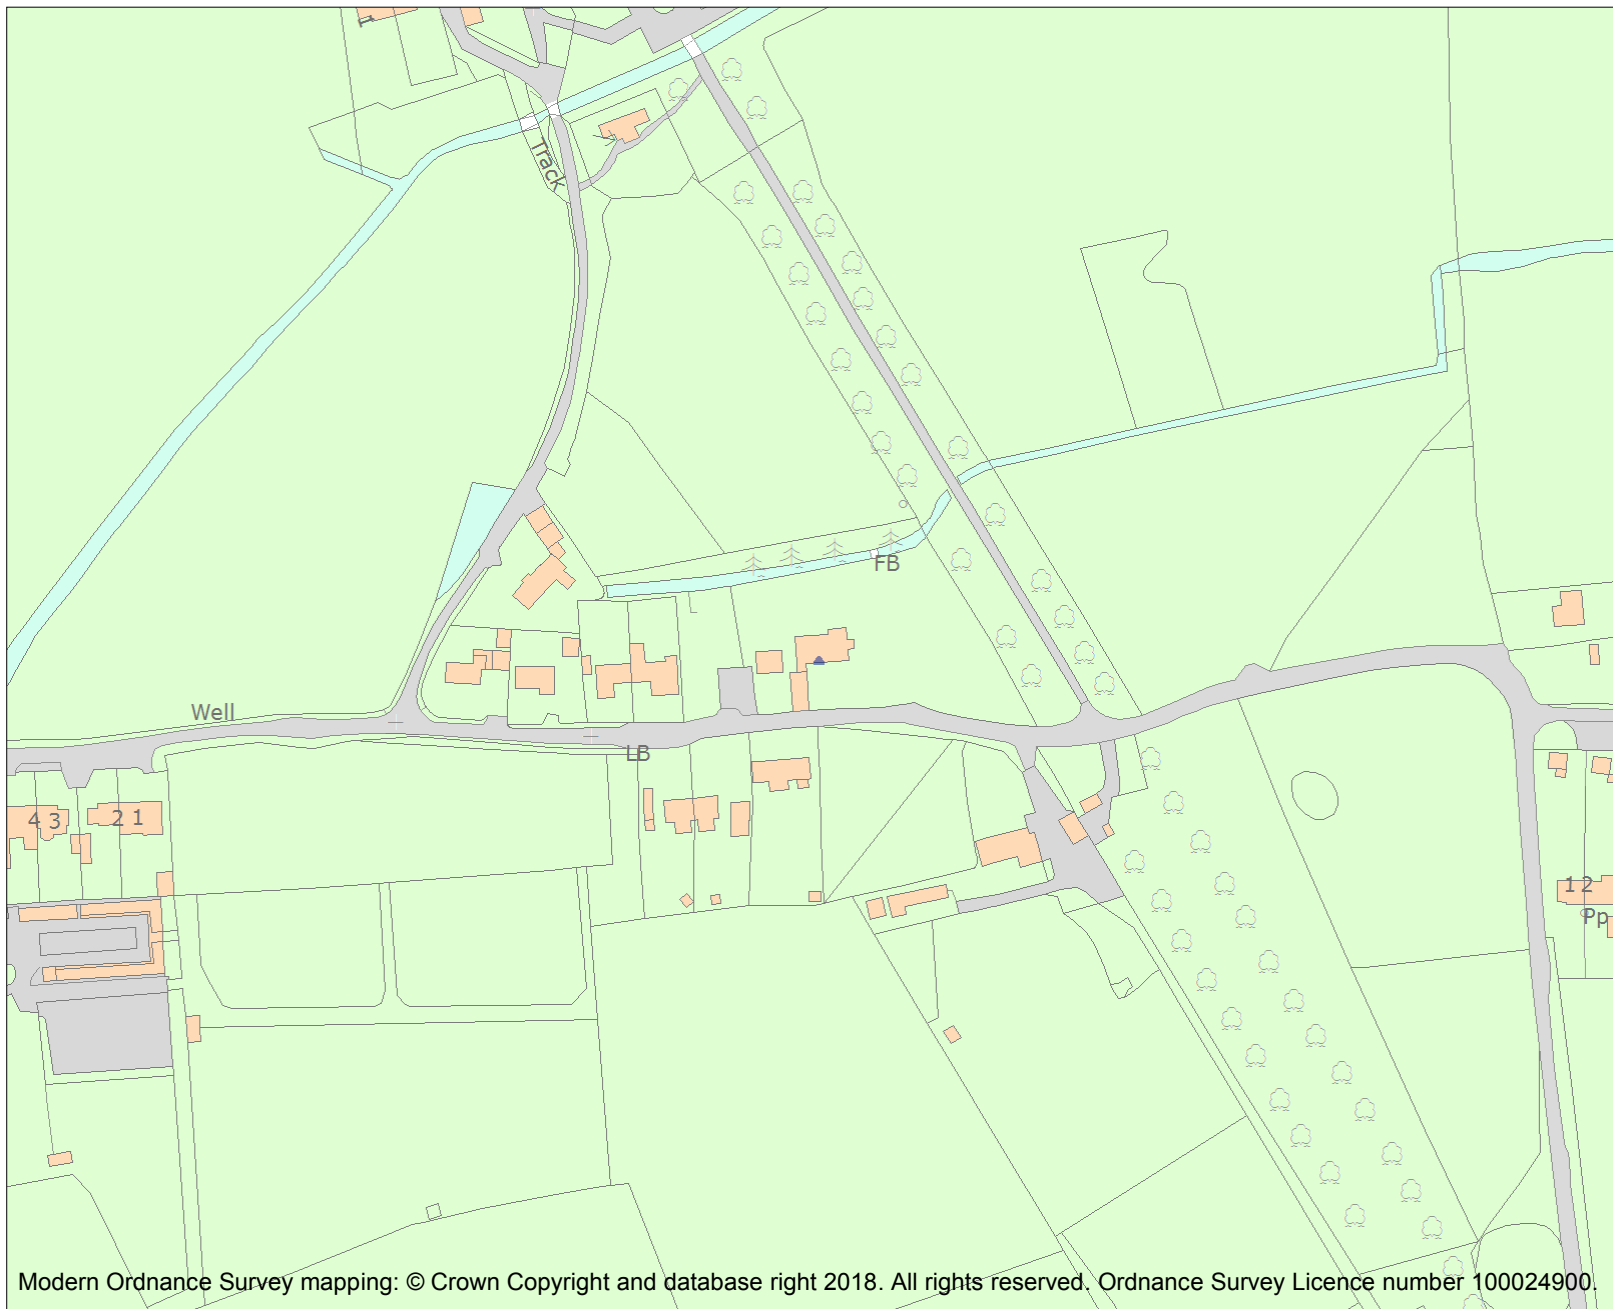 1
Track
FB
Well
LB
4 3
2 1
1 2
Pp
Modern Ordnance Survey mapping: © Crown Copyright and database right 2018. All rights reserved. Ordnance Survey Licence number 100024900.